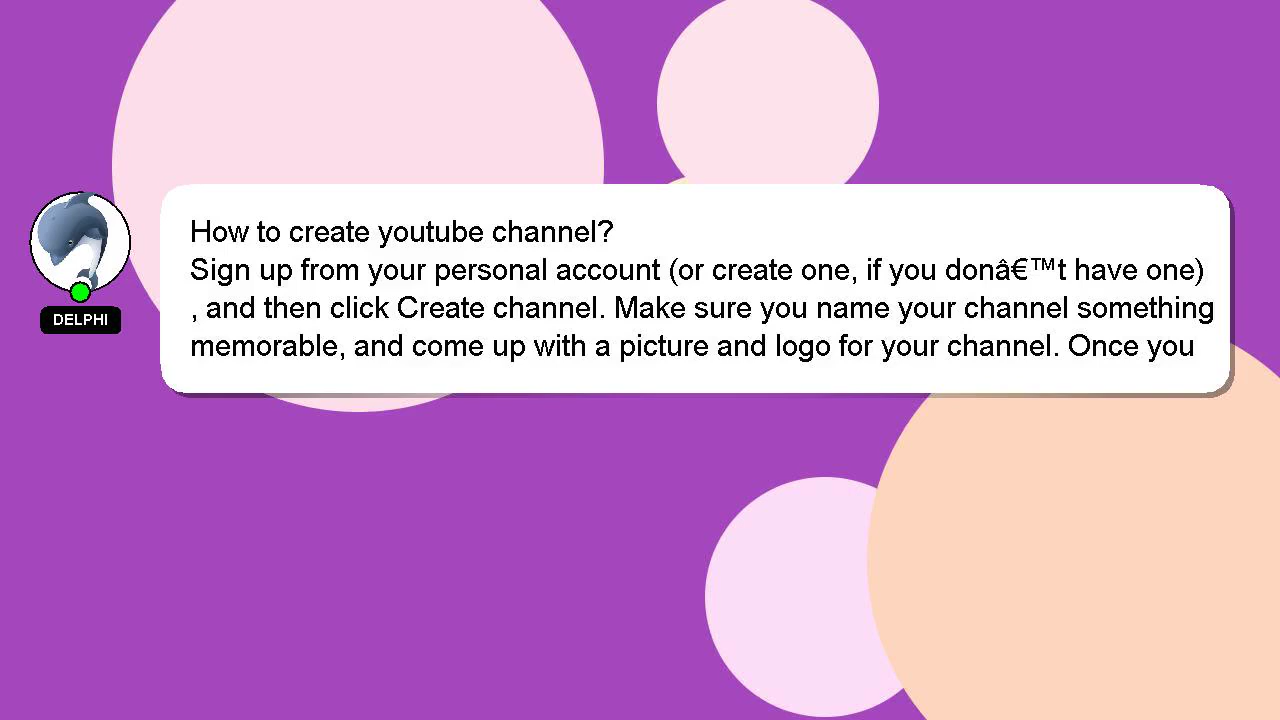 How to create youtube channel?
Sign up from your personal account (or create one, if you donâ€™t have one)
, and then click Create channel. Make sure you name your channel something
memorable, and come up with a picture and logo for your channel. Once you
DELPHI